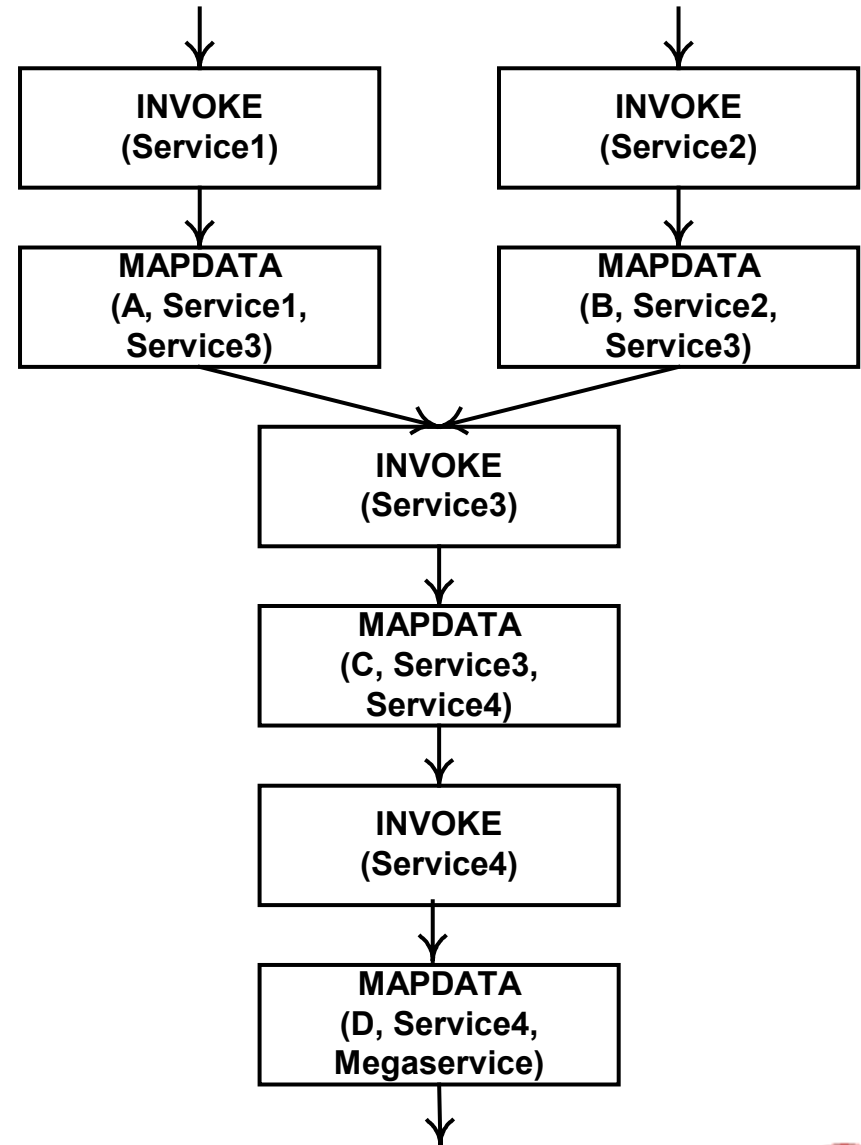 INVOKE
(Service1)
INVOKE
(Service2)
MAPDATA
(A, Service1,
Service3)
MAPDATA
(B, Service2,
Service3)
INVOKE
(Service3)
MAPDATA
(C, Service3,
Service4)
INVOKE
(Service4)
MAPDATA
(D, Service4,
Megaservice)